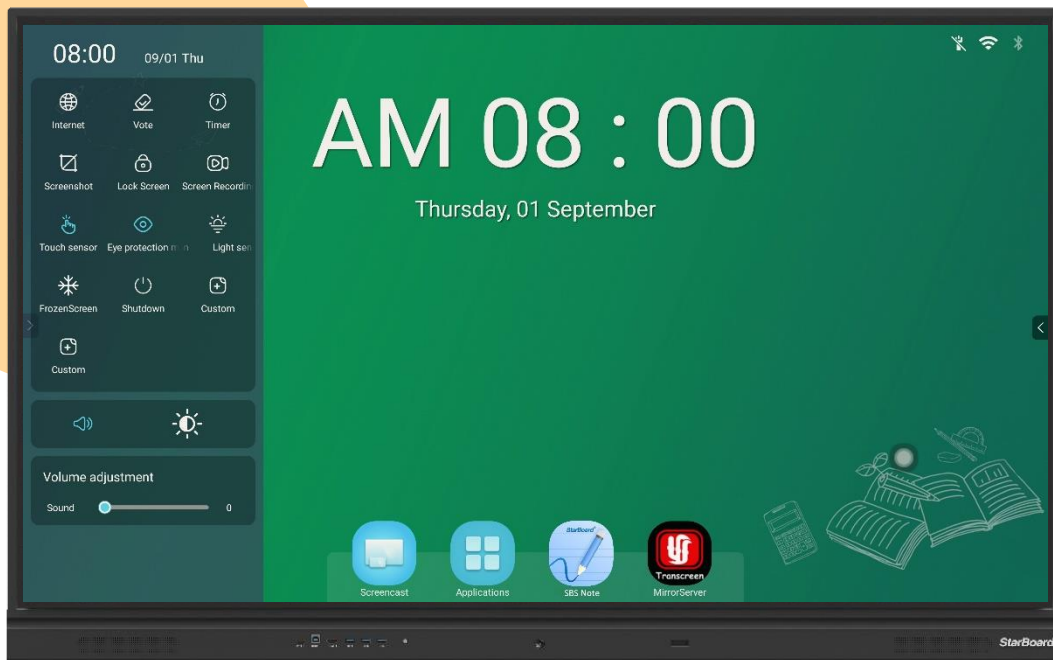 08:00 09/01 Thu
Internet Vote Timer
Screenshot Lock Screen Screen Recordin
Touch sensor Eye protection m n Light sen
FrozenScreen Shutdown Custom
Custom
Volume adjustment
Sound 0
AM 08 : 00
Thursday, 01 September
StarBoard
Transcreen
Screencast Applications SBS Note MirrorServer
StarBoard